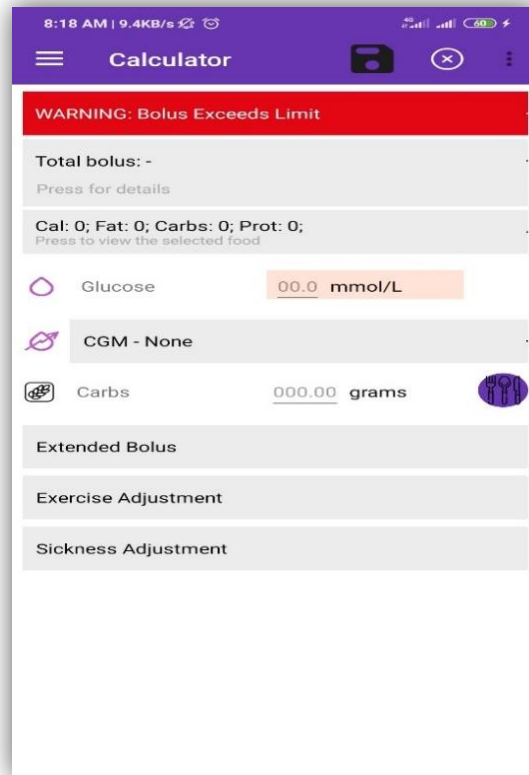 8:18 AM | 9.4KB/s
4G 60
Calculator
WARNING: Bolus Exceeds Limit
Total bolus: -
Press for details
Cal: 0; Fat: 0; Carbs: 0; Prot: 0;
Press to view the selected food
Glucose 00.0 mmol/L
CGM - None
Carbs 000.00 grams
Extended Bolus
Exercise Adjustment
Sickness Adjustment